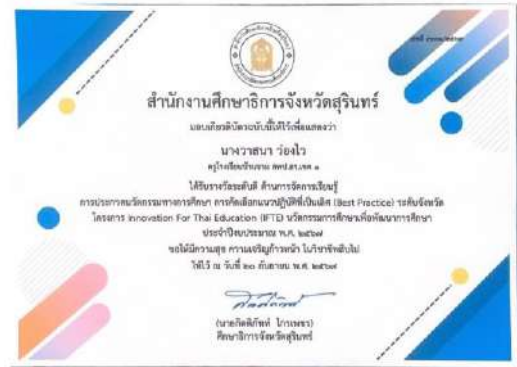 สำนักงานศึกษาธิการจังหวัดสุรินทร์
มอบเกียรติบัตรฉบับนี้ให้ไว้เพื่อแสดงว่า
นางวาสนา ว่องไว
ได้รับรางวัลระดับดี ด้านการจัดการเรียนรู้
การประกวดนวัตกรรมทางการศึกษา การคัดเลือกแนวปฏิบัติที่เป็นเลิศ (Best Practice) ระดับจังหวัด
โครงการ Innovation For Thai Education (IFTE) นวัตกรรมการศึกษาเพื่อพัฒนาการศึกษา
ประจำปีงบประมาณ พ.ศ. ๒๕๖๗
ขอให้มีความสุข ความเจริญก้าวหน้า ในวิชาชีพสืบไป
ให้ไว้ ณ วันที่ ๒๐ กันยายน พ.ศ. ๒๕๖๗
ศึกษาธิการจังหวัดสุรินทร์